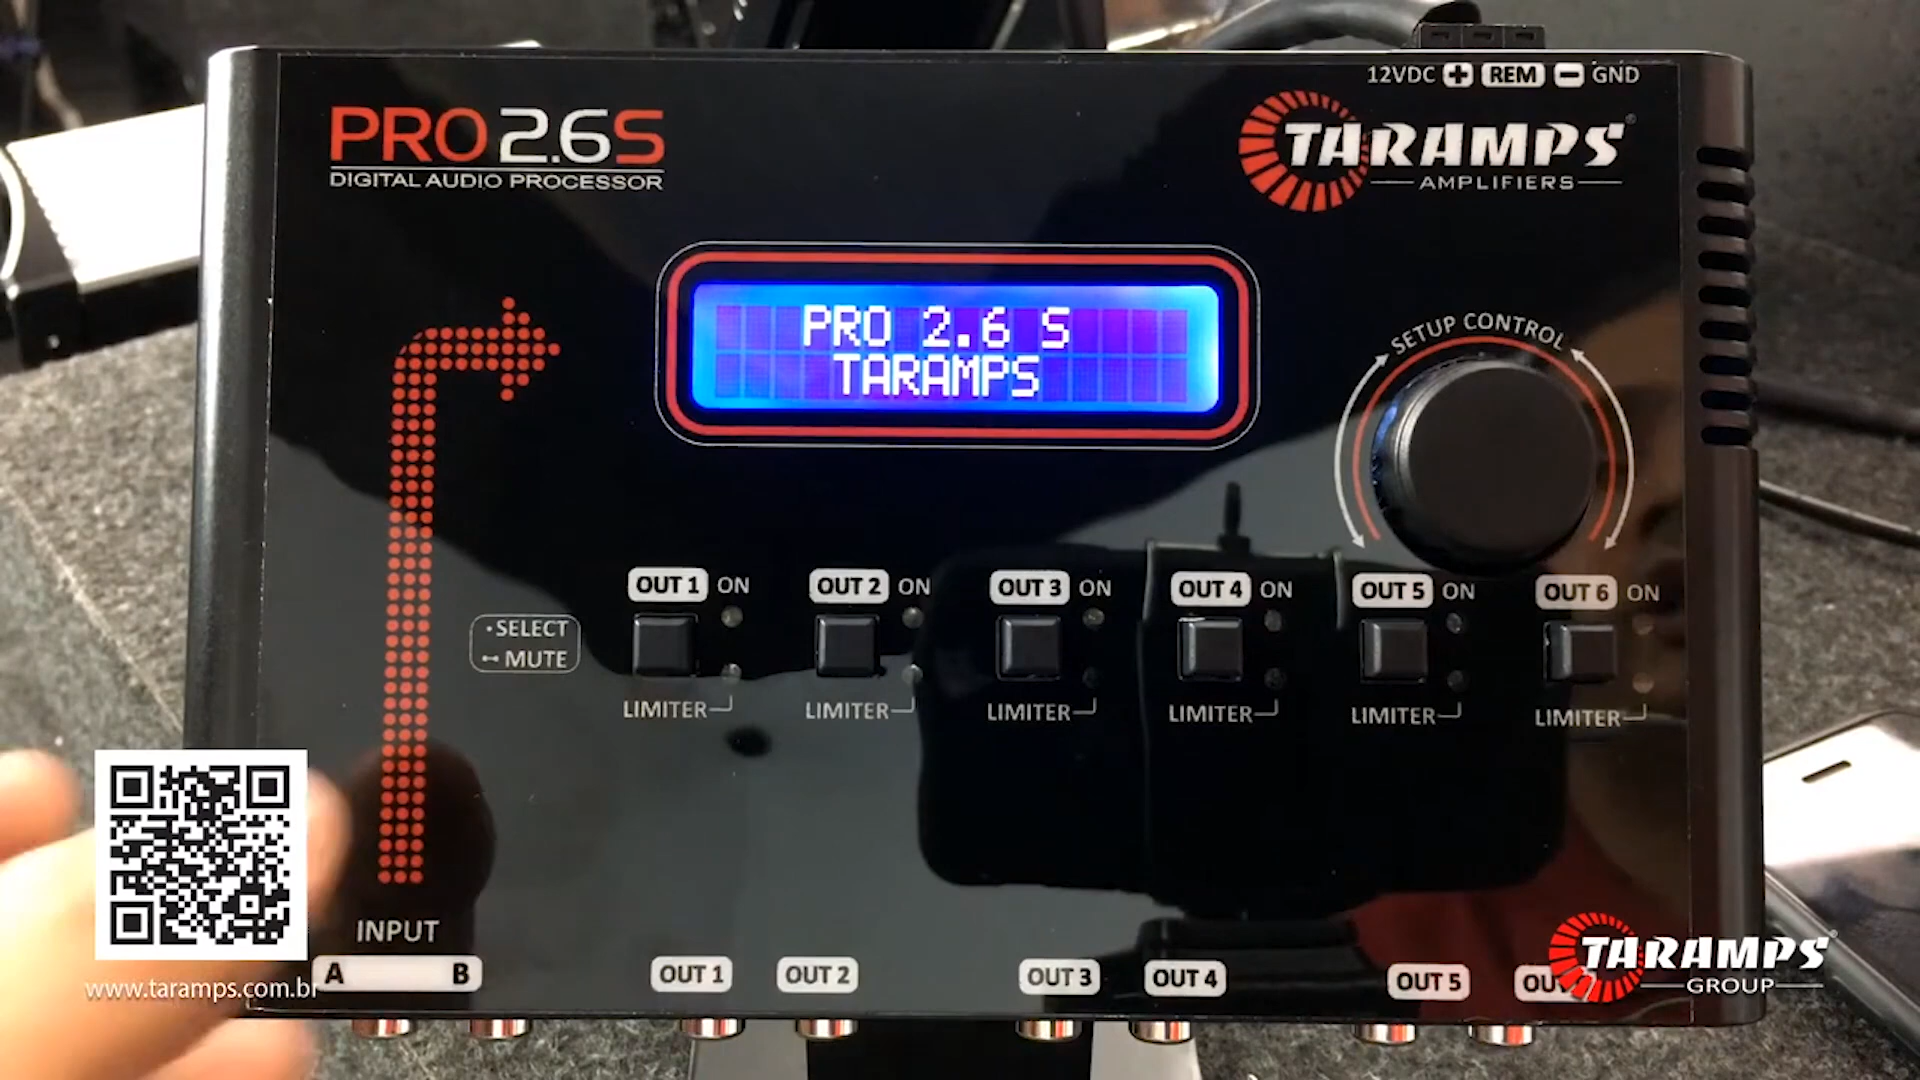 12VDC + REM - GND
PRO 2.6S
DIGITAL AUDIO PROCESSOR
TARAMPS®
AMPLIFIERS
PRO 2.6 S
TARAMPS
SETUP CONTROL
OUT 1 ON
OUT 2 ON
OUT 3 ON
OUT 4 ON
OUT 5 ON
OUT 6 ON
SELECT
MUTE
LIMITER
LIMITER
LIMITER
LIMITER
LIMITER
LIMITER
INPUT
A B
OUT 1
OUT 2
OUT 3
OUT 4
OUT 5
TARAMPS®
GROUP
www.taramps.com.br